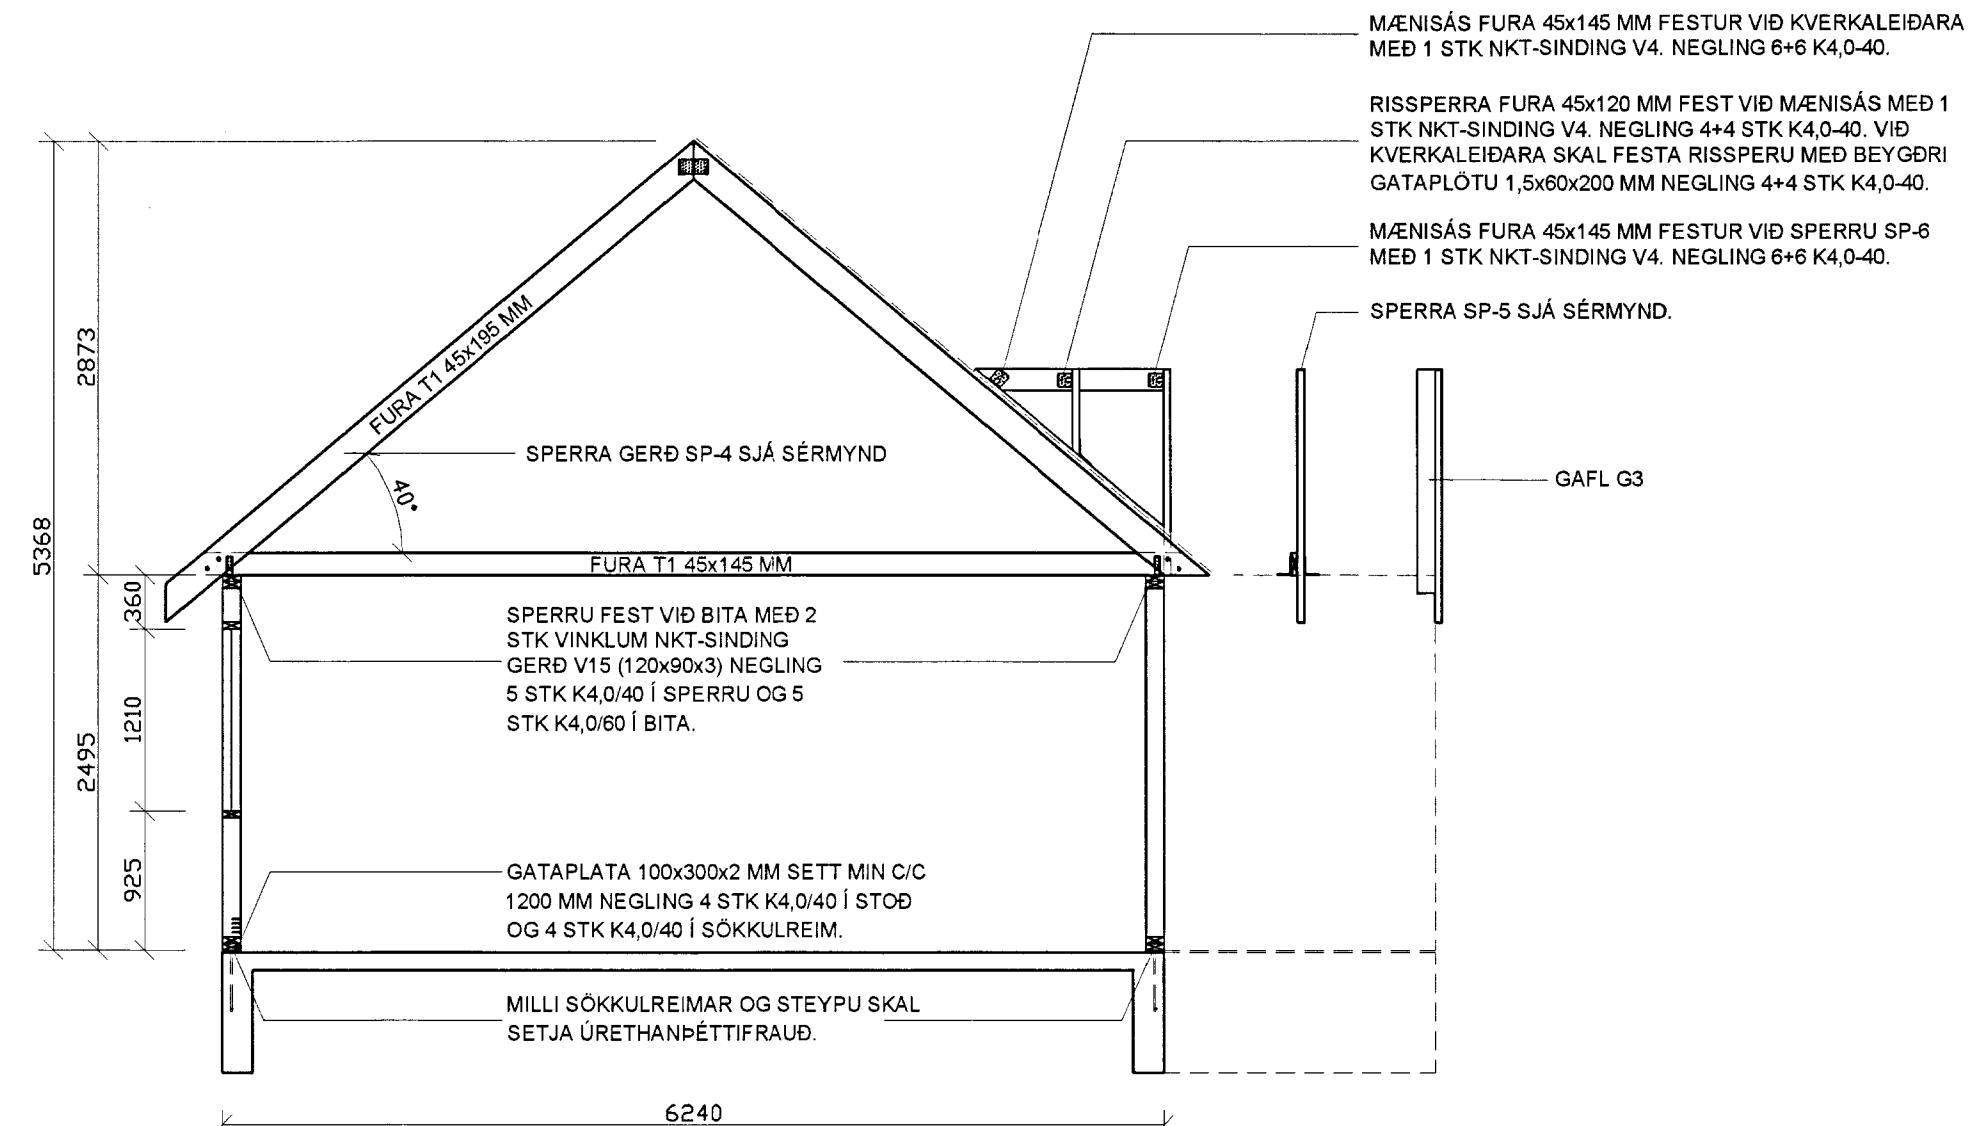 MÆNISÁS FURA 45x145 MM FESTUR VIÐ KVERKALEIÐARA
MEÐ 1 STK NKT-SINDING V4. NEGLING 6+6 K4,0-40.
RISSPERRA FURA 45x120 MM FEST VIÐ MÆNISÁS MEÐ 1
STK NKT-SINDING V4. NEGLING 4+4 STK K4,0-40. VIÐ
KVERKALEIÐARA SKAL FESTA RISSPERU MEÐ BEYGÐRI
GATAPLÖTU 1,5x60x200 MM NEGLING 4+4 STK K4,0-40.
MÆNISÁS FURA 45x145 MM FESTUR VIÐ SPERRU SP-6
MEÐ 1 STK NKT-SINDING V4. NEGLING 6+6 K4,0-40.
SPERRA SP-5 SJÁ SÉRMYND.
GAFL G3
FURA T1 45x195 MM
SPERRA GERÐ SP-4 SJÁ SÉRMYND
40°
FURA T1 45x145 MM
2873
5368
2495
360
1210
925
SPERRU FEST VIÐ BITA MEÐ 2
STK VINKLUM NKT-SINDING
GERÐ V15 (120x90x3) NEGLING
5 STK K4,0/40 Í SPERRU OG 5
STK K4,0/60 Í BITA.
GATAPLATA 100x300x2 MM SETT MIN C/C
1200 MM NEGLING 4 STK K4,0/40 Í STOÐ
OG 4 STK K4,0/40 Í SÖKKULREIM.
MILLI SÖKKULREIMAR OG STEYPU SKAL
SETJA ÚRETHANÞÉTTIFRAUÐ.
6240